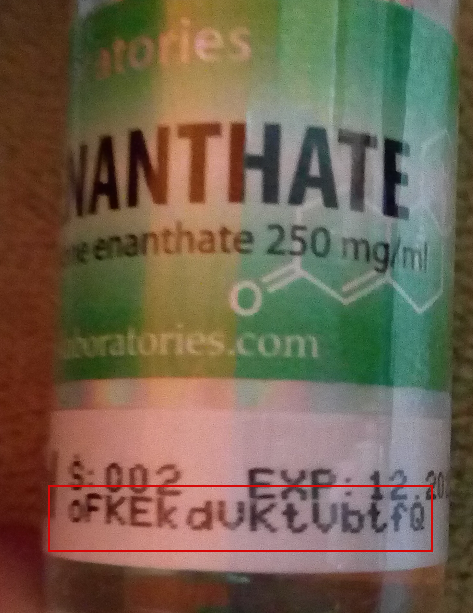 atories
NANTHATE
ne enanthate 250 mg/ml
O
aboratories.com
S: 002 EXP: 12.20
oFKEkdUKtVbtfQ